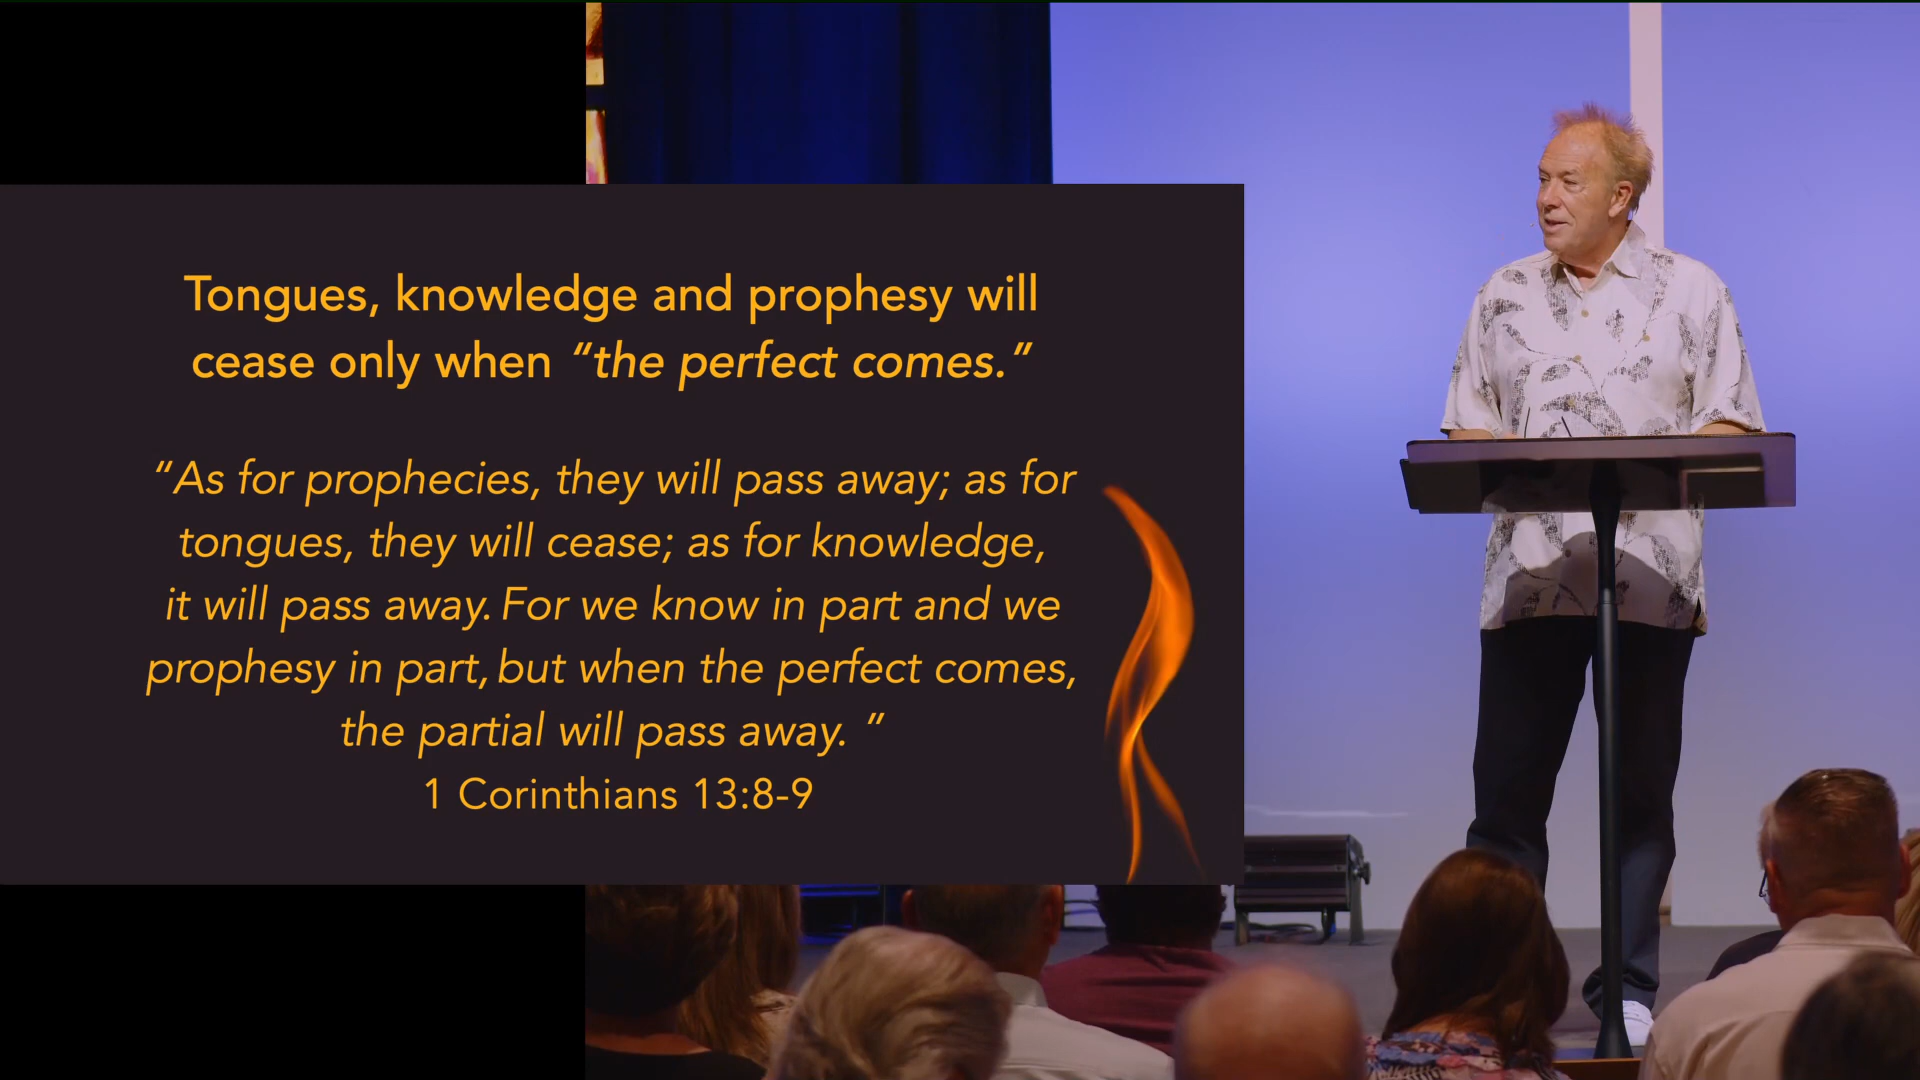 Tongues, knowledge and prophesy will
cease only when “the perfect comes.”
“As for prophecies, they will pass away; as for
tongues, they will cease; as for knowledge,
it will pass away. For we know in part and we
prophesy in part, but when the perfect comes,
the partial will pass away. ”
1 Corinthians 13:8-9